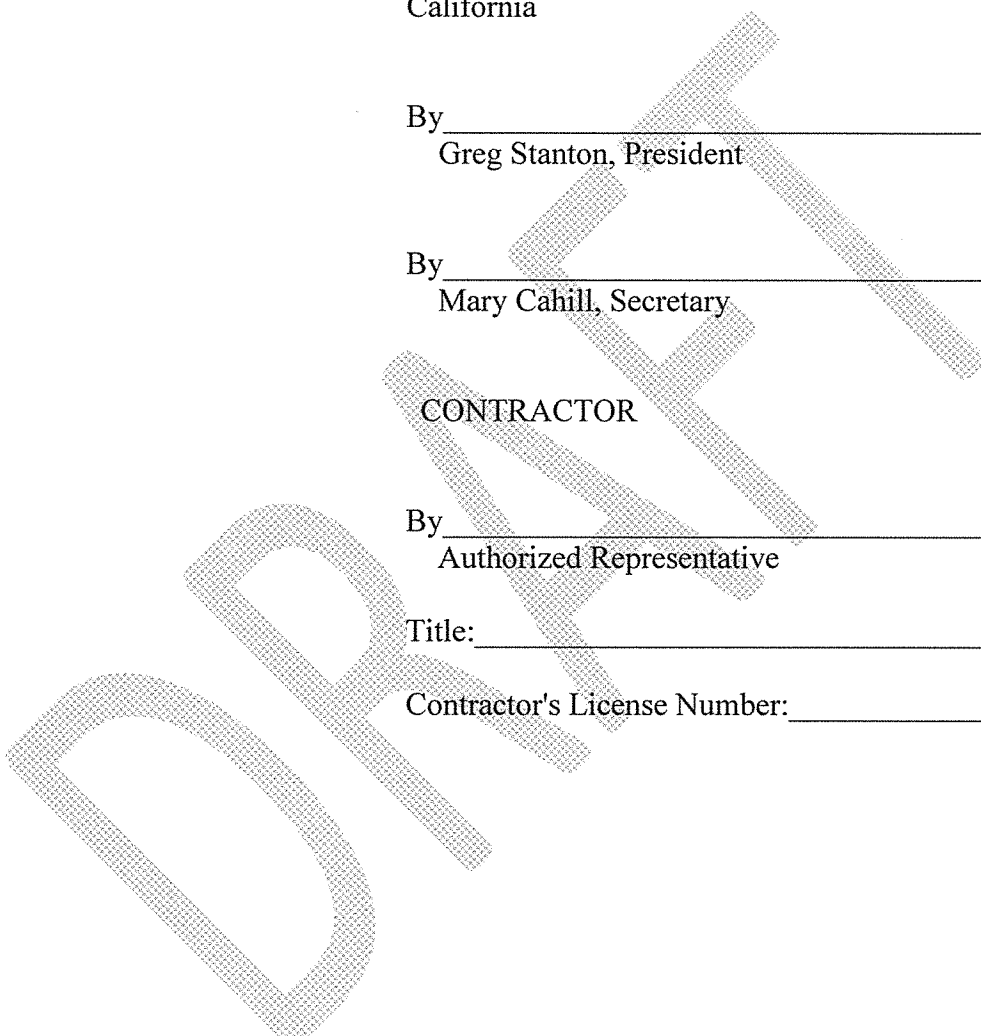 California
By
Greg Stanton, President
By
Mary Cahill, Secretary
CONTRACTOR
By
Authorized Representative
Title:
Contractor's License Number:
DRAFT